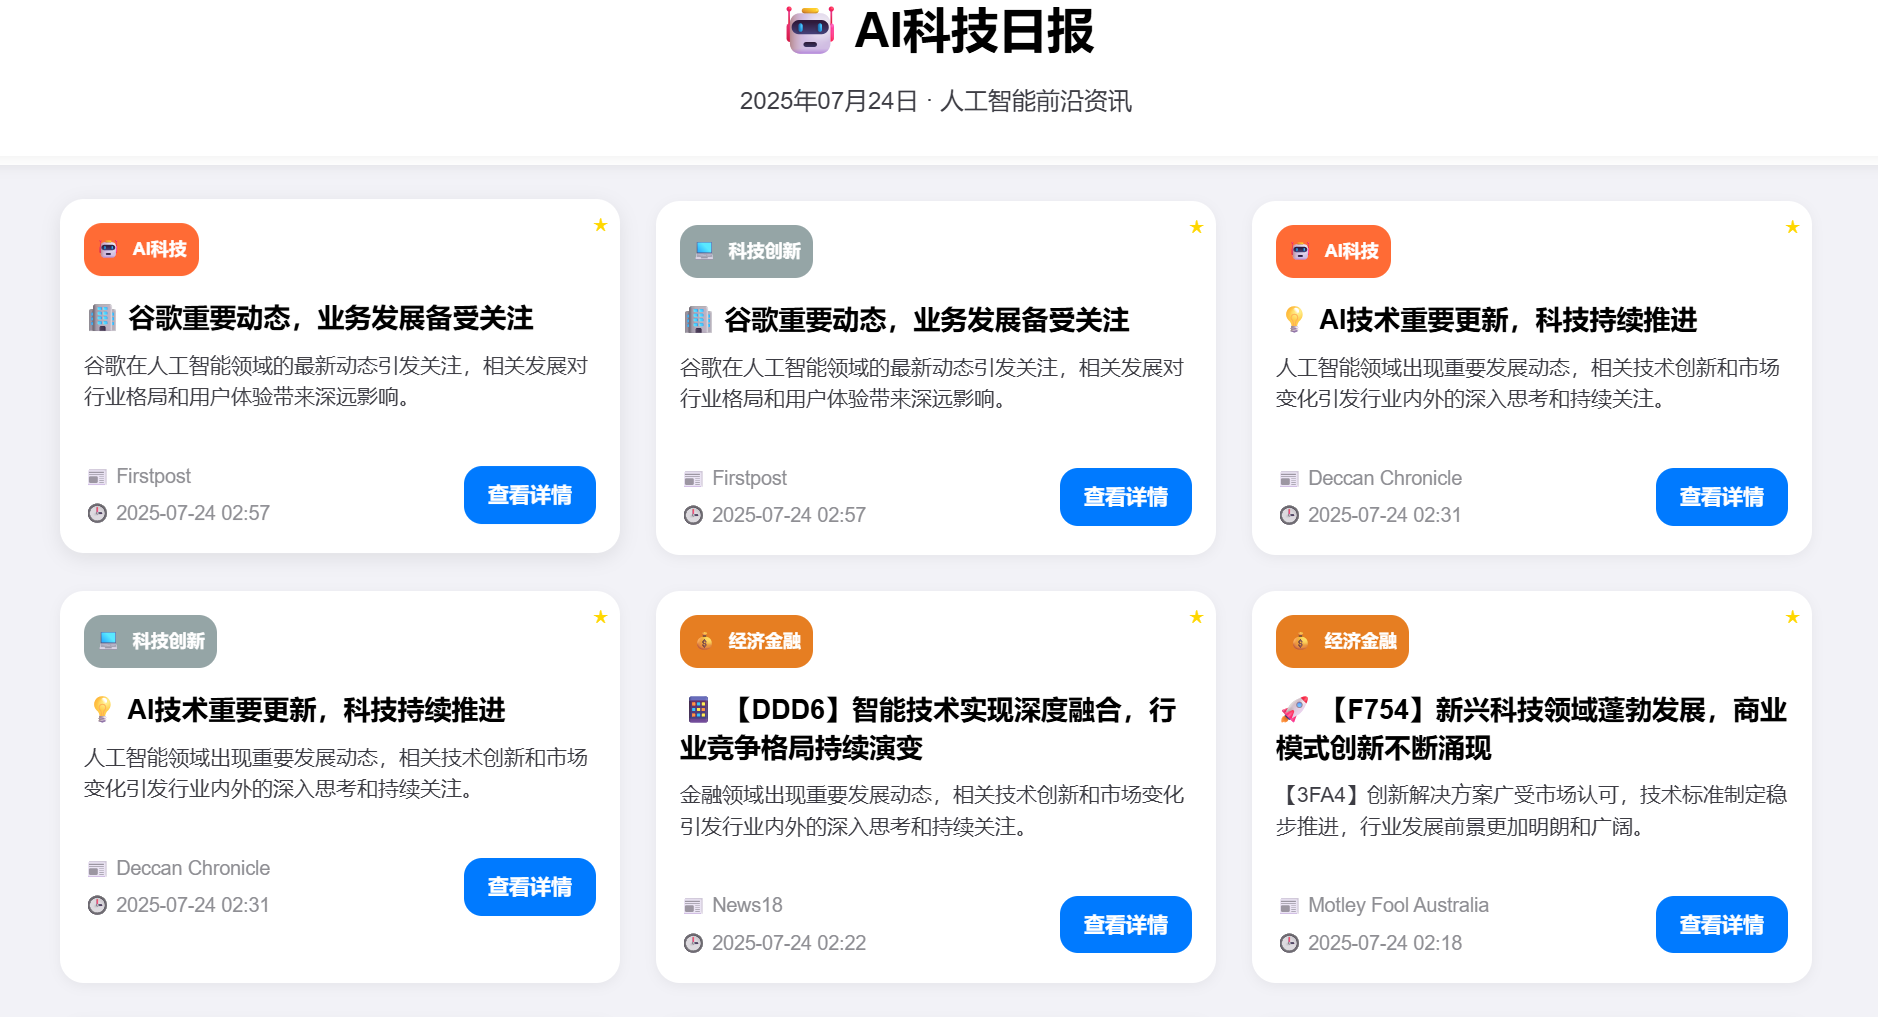 AI科技日报
2025年07月24日 · 人工智能前沿资讯
AI科技
谷歌重要动态，业务发展备受关注
谷歌在人工智能领域的最新动态引发关注，相关发展对
行业格局和用户体验带来深远影响。
Firstpost
2025-07-24 02:57
查看详情
科技创新
谷歌重要动态，业务发展备受关注
谷歌在人工智能领域的最新动态引发关注，相关发展对
行业格局和用户体验带来深远影响。
Firstpost
2025-07-24 02:57
查看详情
AI科技
AI技术重要更新，科技持续推进
人工智能领域出现重要发展动态，相关技术创新和市场
变化引发行业内外的深入思考和持续关注。
Deccan Chronicle
2025-07-24 02:31
查看详情
科技创新
AI技术重要更新，科技持续推进
人工智能领域出现重要发展动态，相关技术创新和市场
变化引发行业内外的深入思考和持续关注。
Deccan Chronicle
2025-07-24 02:31
查看详情
经济金融
【DDD6】智能技术实现深度融合，行
业竞争格局持续演变
金融领域出现重要发展动态，相关技术创新和市场变化
引发行业内外的深入思考和持续关注。
News18
2025-07-24 02:22
查看详情
经济金融
【F754】新兴科技领域蓬勃发展，商业
模式创新不断涌现
【3FA4】创新解决方案广受市场认可，技术标准制定稳
步推进，行业发展前景更加明朗和广阔。
Motley Fool Australia
2025-07-24 02:18
查看详情